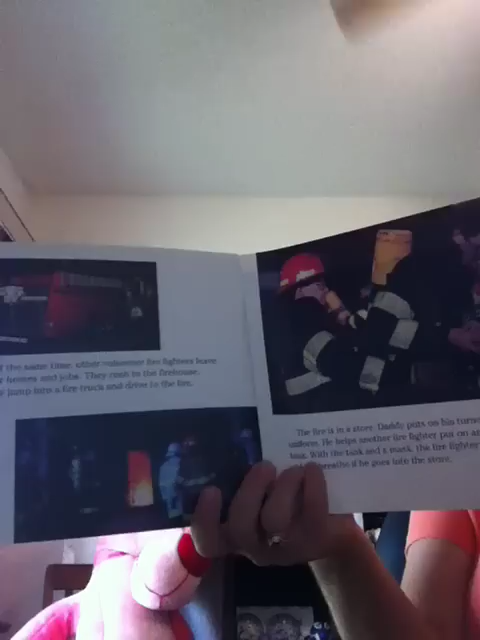 the same time, other volunteer fire fighters leave
homes and jobs. They rush to the firehouse,
jump into a fire truck and drive to the fire.
The fire is in a store. Daddy puts on his
uniform. He helps another fire fighter put on
With the tank and a mask, the fire fighter
breathe if he goes into the store.